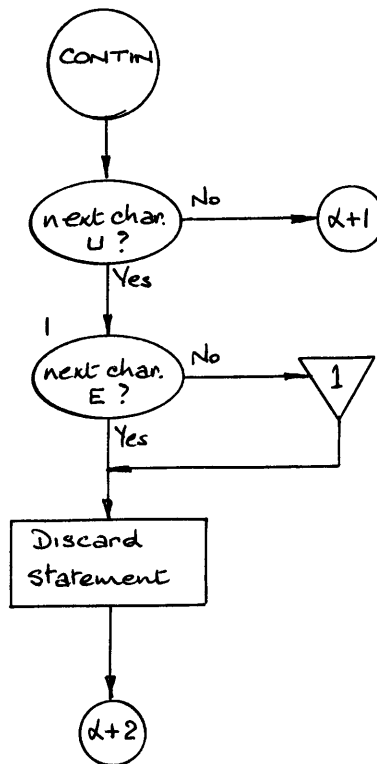 CONTIN
next char.
U ?
No
α+1
Yes
1
next char.
E ?
No
1
Yes
Discard
Statement
α+2